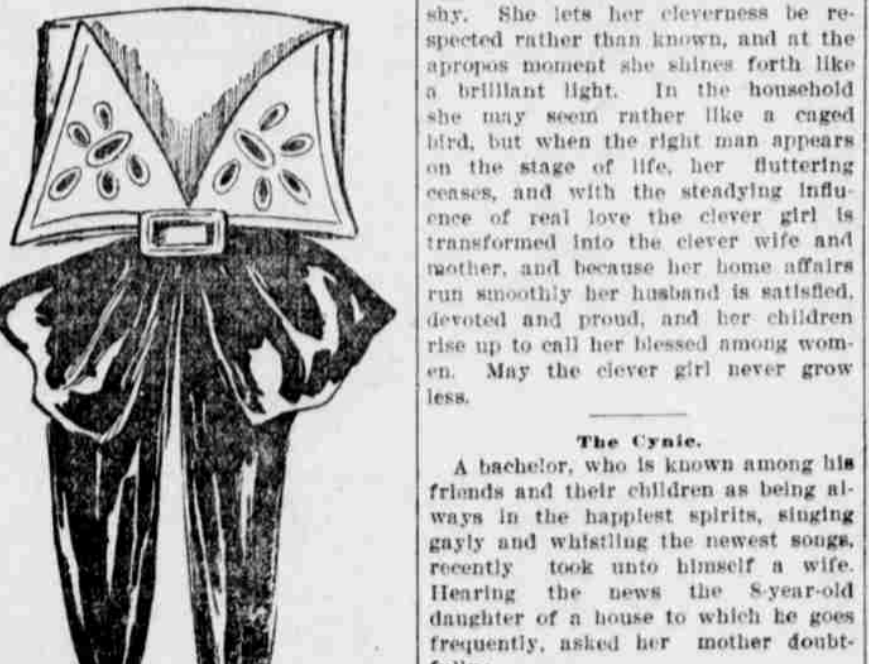 shy. She lets her cleverness be re-
spected rather than known, and at the
apropos moment she shines forth like
a brilliant light. In the household
she may seem rather like a caged
bird, but when the right man appears
on the stage of life, her fluttering
ceases, and with the steadying influ-
ence of real love the clever girl is
transformed into the clever wife and
mother, and because her home affairs
run smoothly her husband is satisfied,
devoted and proud, and her children
rise up to call her blessed among wom-
en. May the clever girl never grow
less.
The Cynic.
A bachelor, who is known among his
friends and their children as being al-
ways in the happiest spirits, singing
gayly and whistling the newest songs,
recently took unto himself a wife.
Hearing the news the 8-year-old
daughter of a house to which he goes
frequently, asked her mother doubt-